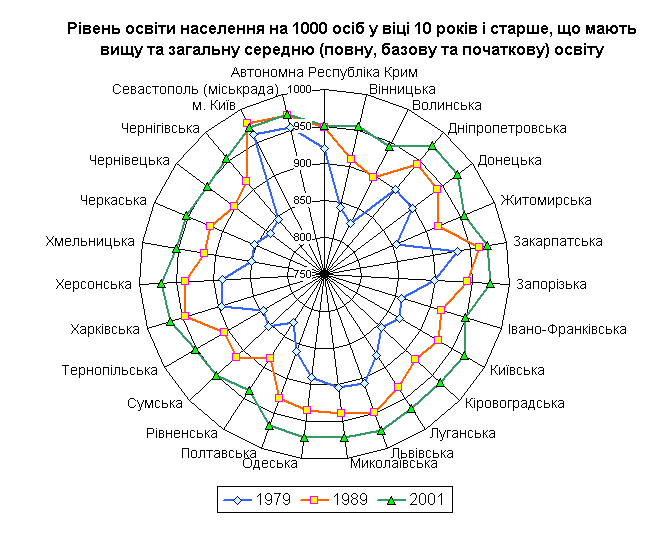 Рівень освіти населення на 1000 осіб у віці 10 років і старше, що мають
вищу та загальну середню (повну, базову та початкову) освіту
Автономна Республіка Крим
Севастополь (міськрада)
1000
Вінницька
м. Київ
Волинська
Чернігівська
950
Дніпропетровська
Чернівецька
900
Донецька
Черкаська
850
Житомирська
Хмельницька
800
Закарпатська
Херсонська
750
Запорізька
Харківська
Івано-Франківська
Тернопільська
Київська
Сумська
Кіровоградська
Рівненська
Луганська
Полтавська
Львівська
Одеська
Миколаївська
1979 1989 2001